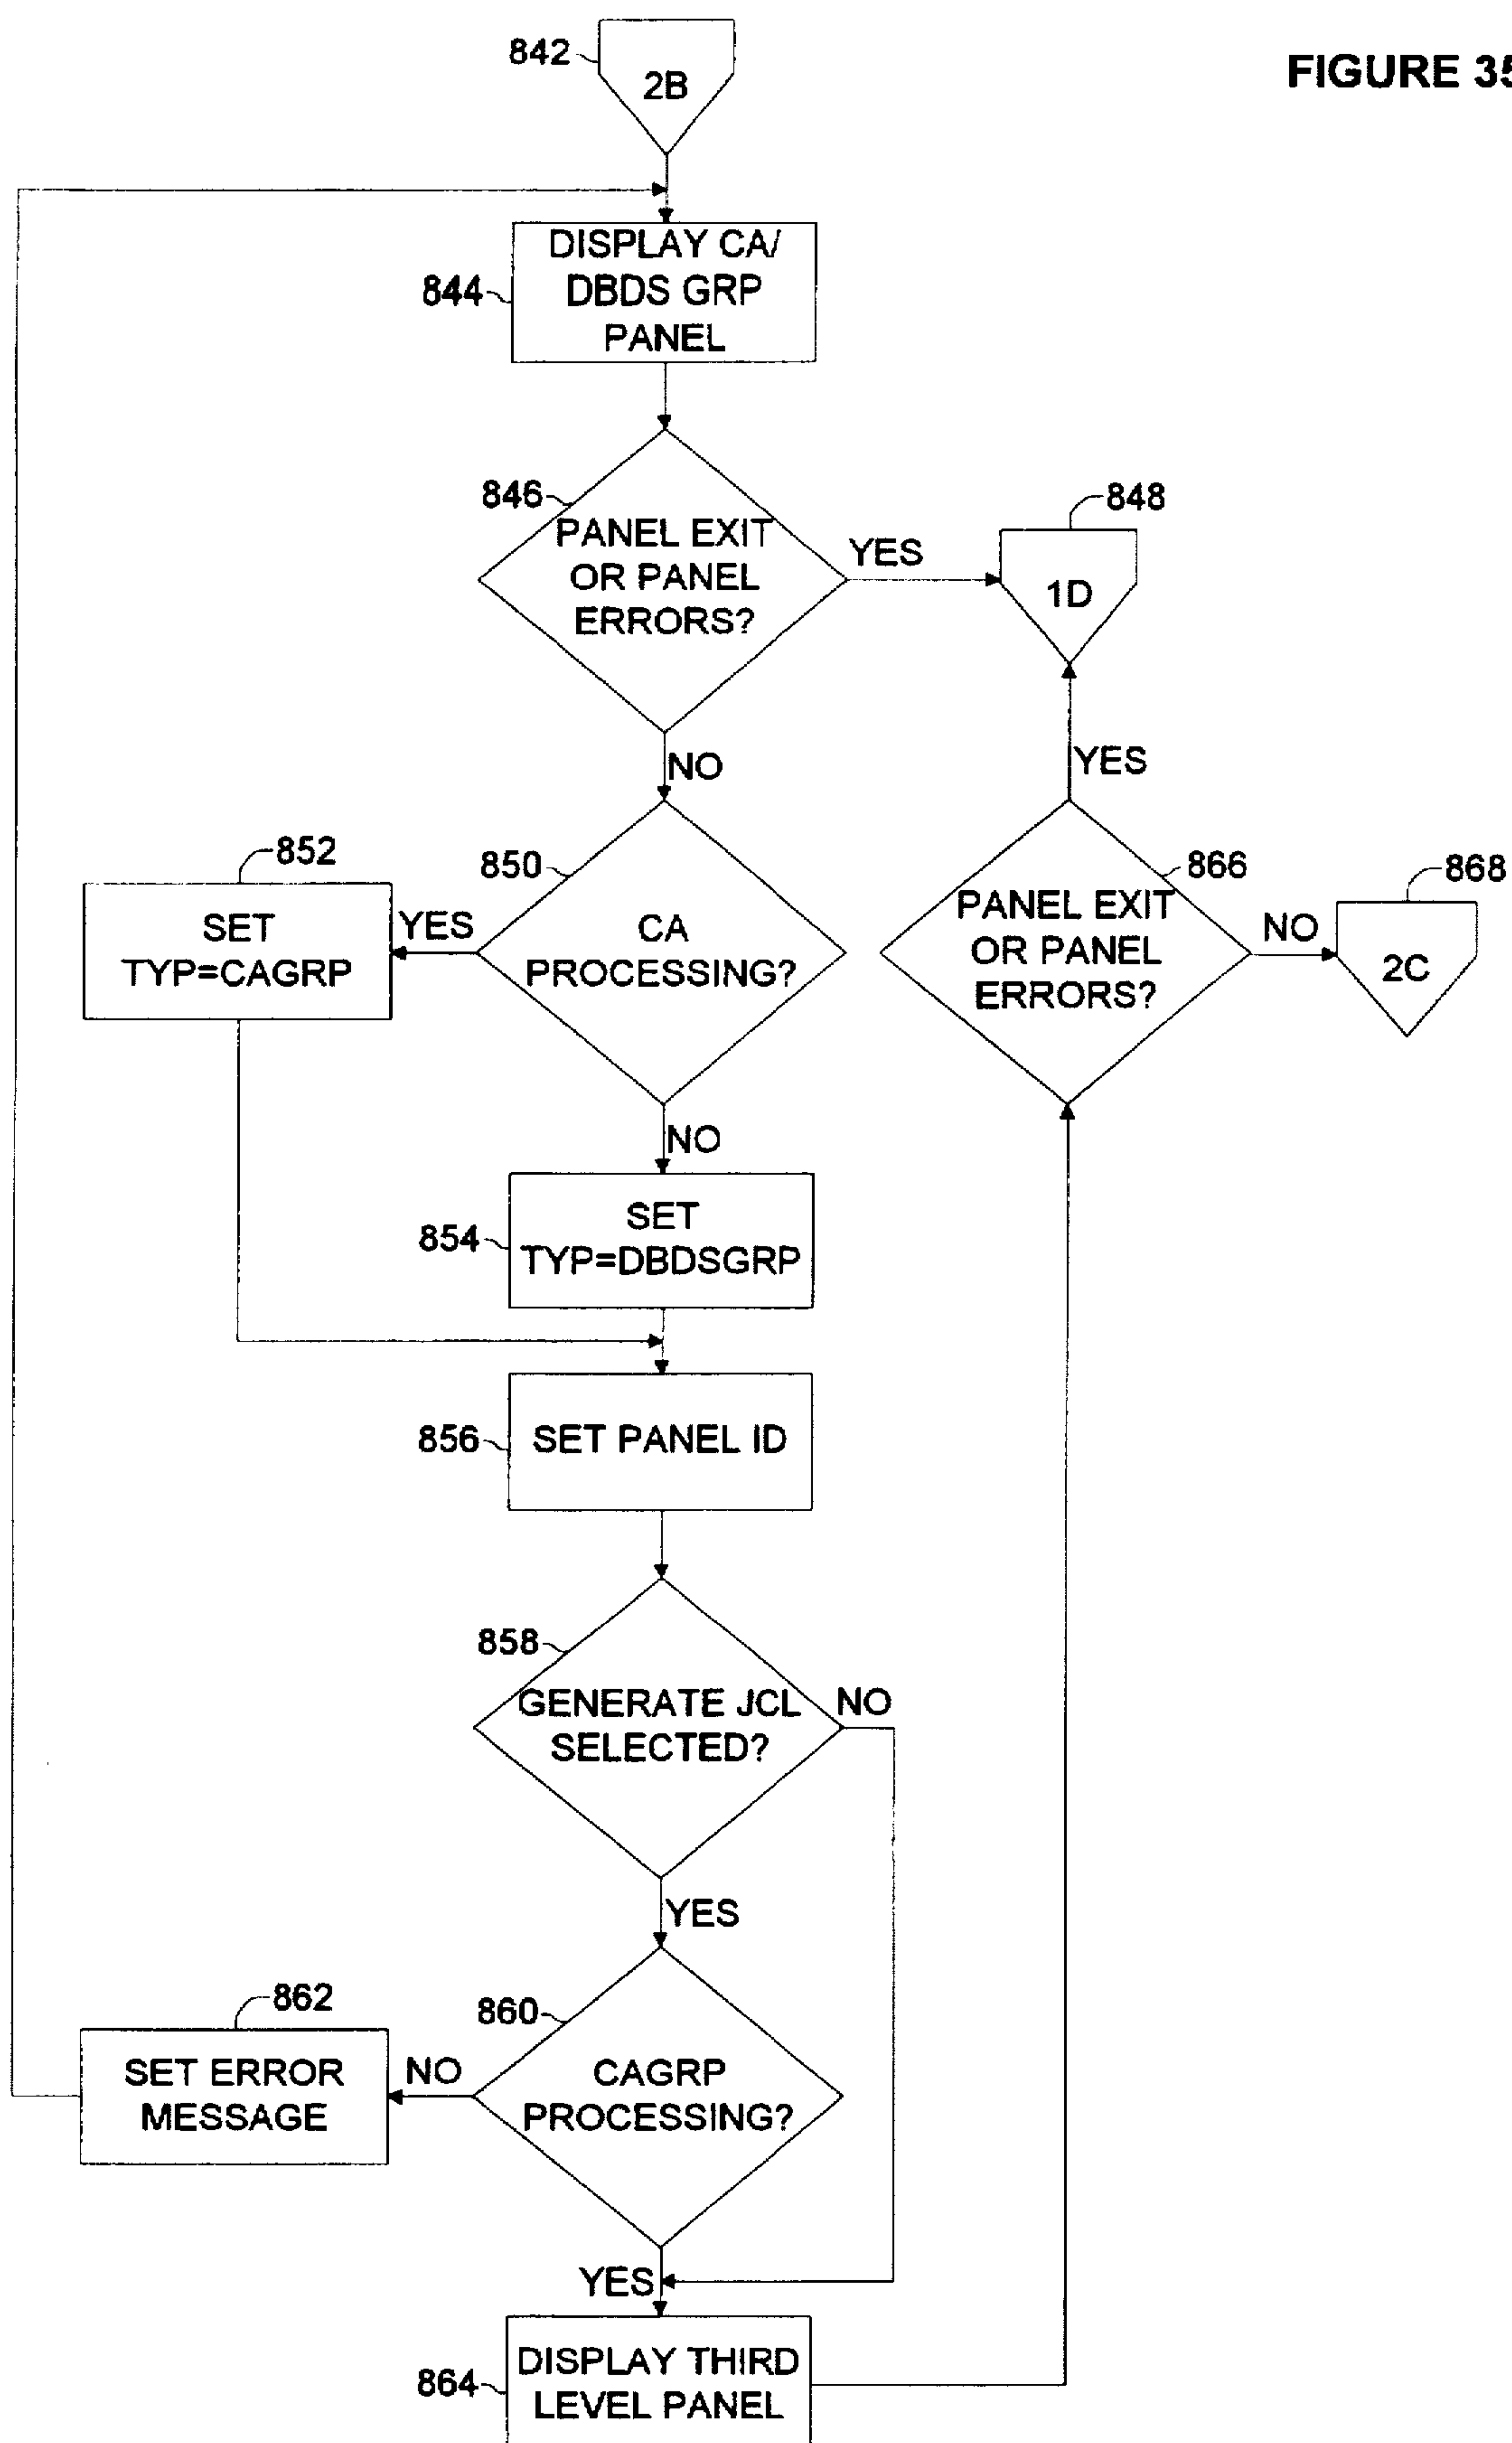 FIGURE 35
842
2B
844
DISPLAY CA/
DBDS GRP
PANEL
846
PANEL EXIT
OR PANEL
ERRORS?
YES
848
1D
NO
YES
850
CA
PROCESSING?
YES
852
SET
TYP=CAGRP
866
PANEL EXIT
OR PANEL
ERRORS?
NO
868
2C
NO
854
SET
TYP=DBDSGRP
856
SET PANEL ID
858
GENERATE JCL
SELECTED?
NO
YES
860
CAGRP
PROCESSING?
NO
862
SET ERROR
MESSAGE
YES
864
DISPLAY THIRD
LEVEL PANEL